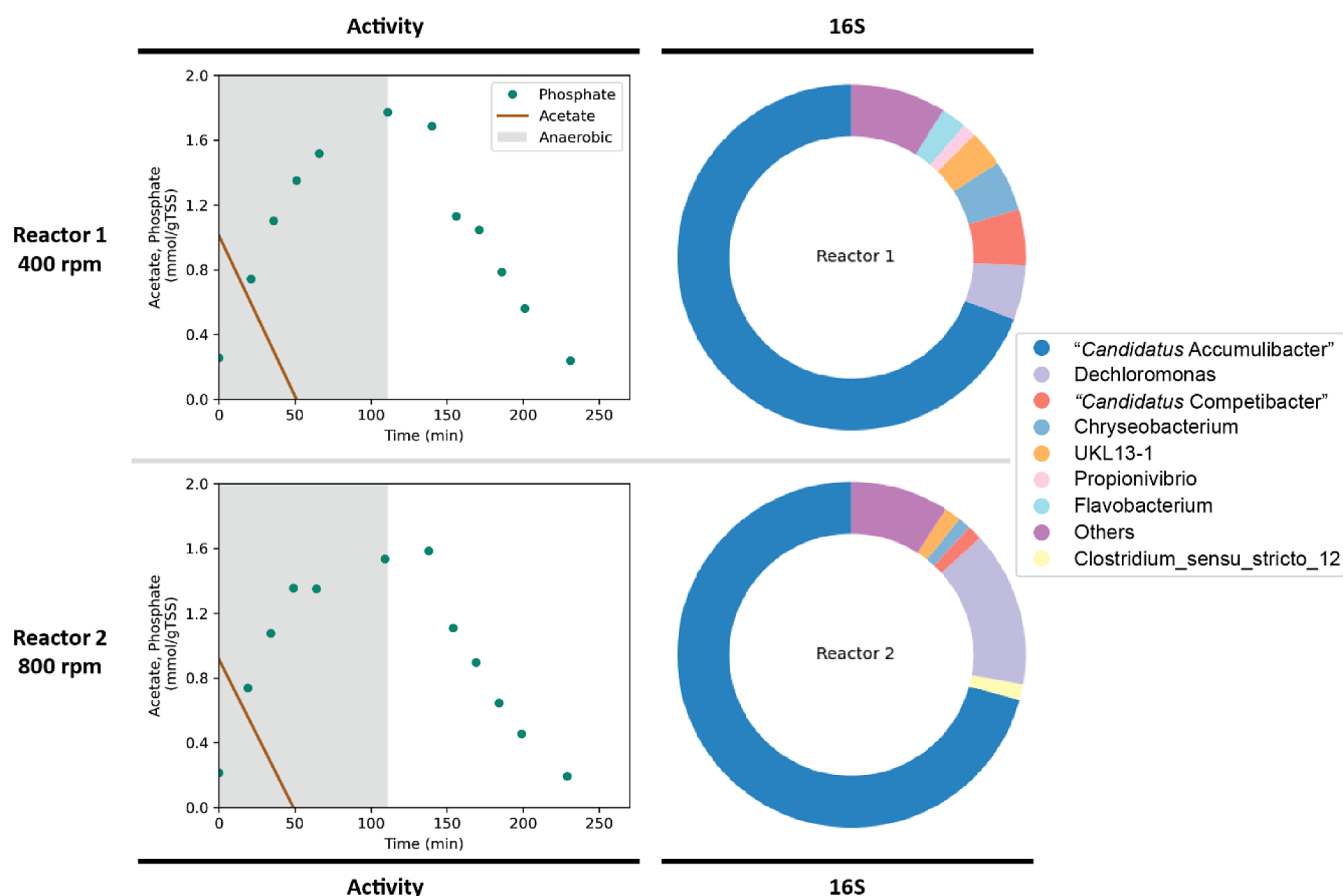 Activity
16S
Reactor 1
400 rpm
2.0
1.6
1.2
0.8
0.4
0.0
Acetate, Phosphate
(mmol/gTSS)
Phosphate
Acetate
Anaerobic
0
50
100
150
200
250
Time (min)
Reactor 1
"Candidatus Accumulibacter"
Dechloromonas
"Candidatus Competibacter"
Chryseobacterium
UKL13-1
Propionivibrio
Flavobacterium
Others
Clostridium_sensu_stricto_12
Reactor 2
800 rpm
2.0
1.6
1.2
0.8
0.4
0.0
Acetate, Phosphate
(mmol/gTSS)
0
50
100
150
200
250
Time (min)
Reactor 2
Activity
16S